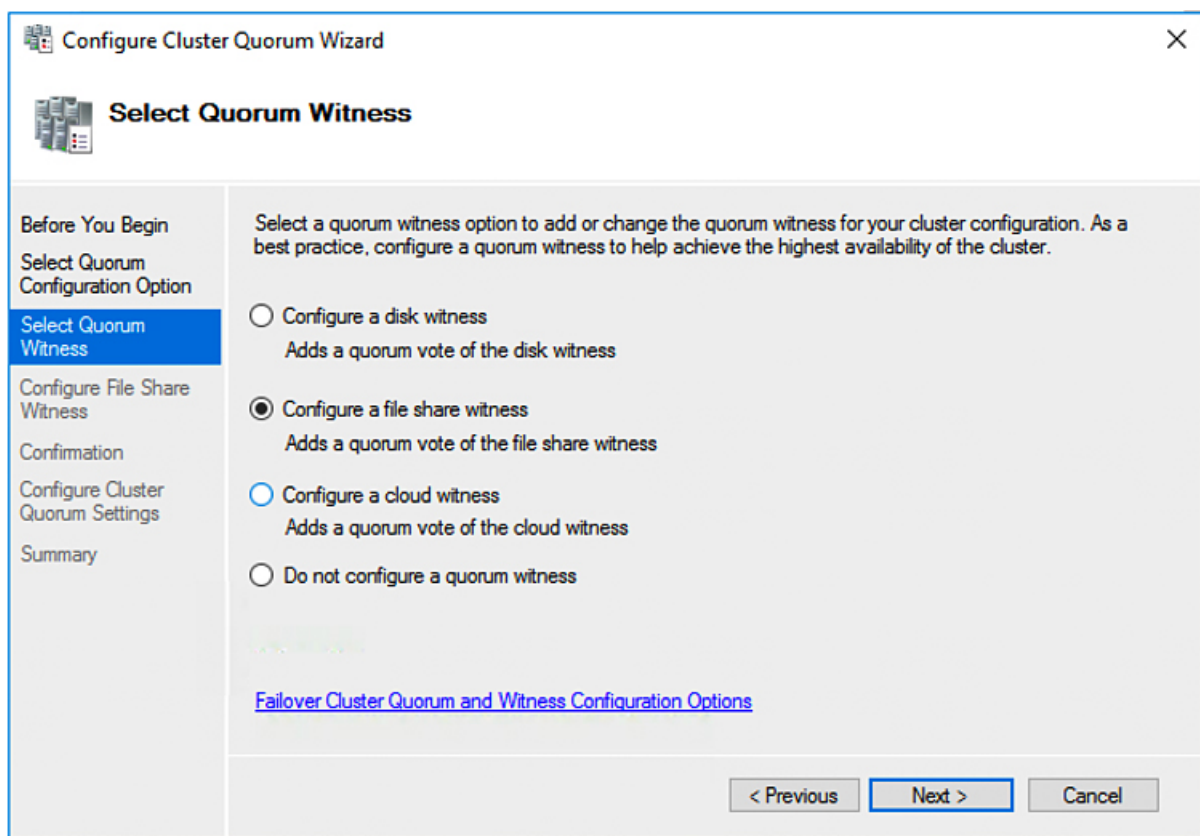 Configure Cluster Quorum Wizard
Select Quorum Witness
Before You Begin
Select Quorum
Configuration Option
Select Quorum
Witness
Configure File Share
Witness
Confirmation
Configure Cluster
Quorum Settings
Summary
Select a quorum witness option to add or change the quorum witness for your cluster configuration. As a
best practice, configure a quorum witness to help achieve the highest availability of the cluster.
Configure a disk witness
Adds a quorum vote of the disk witness
Configure a file share witness
Adds a quorum vote of the file share witness
Configure a cloud witness
Adds a quorum vote of the cloud witness
Do not configure a quorum witness
Failover Cluster Quorum and Witness Configuration Options
< Previous
Next >
Cancel